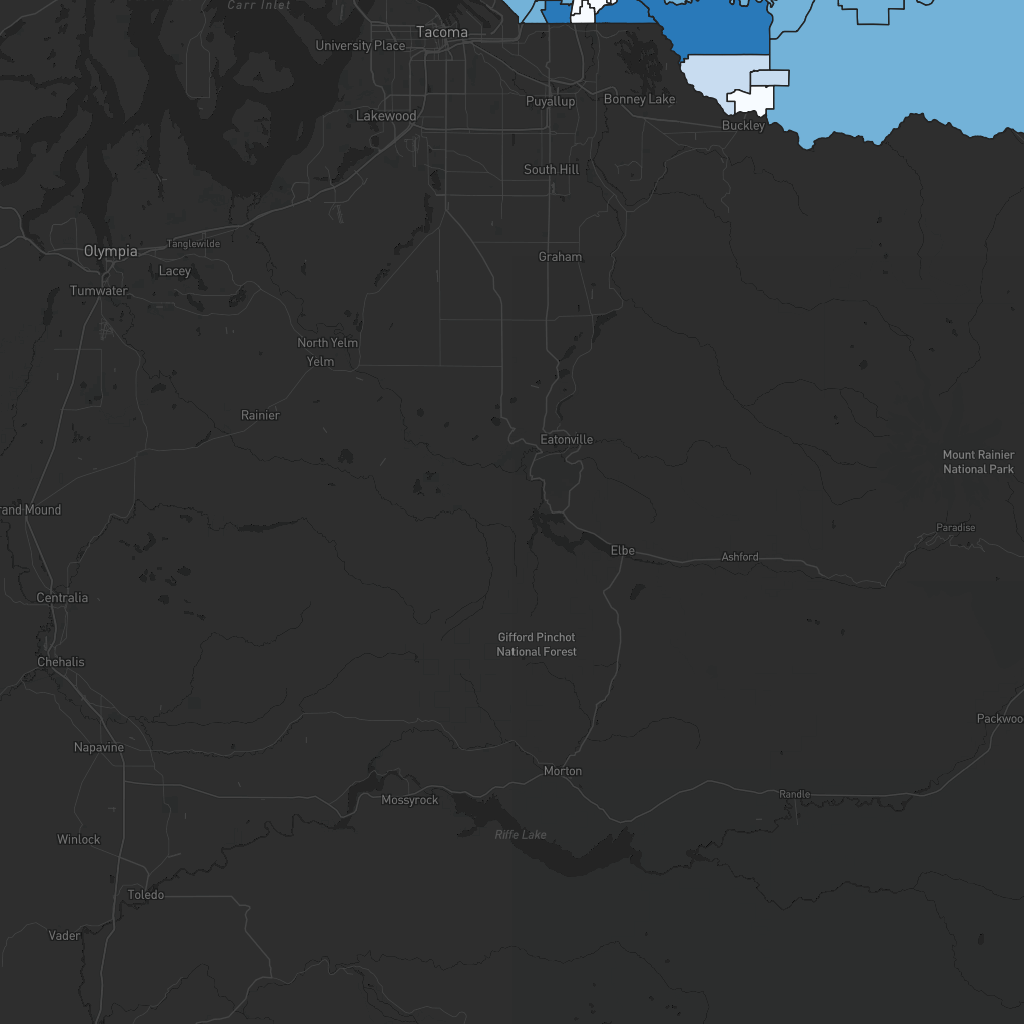 Carr Inlet
Tacoma
University Place
Puyallup
Bonney Lake
Lakewood
Buckley
South Hill
Tanglewilde
Olympia
Graham
Lacey
Tumwater
North Yelm
Yelm
Rainier
Eatonville
Mount Rainier
National Park
rand Mound
Paradise
Elbe
Ashford
Centralia
Gifford Pinchot
National Forest
Chehalis
Packwoo
Napavine
Morton
Randle
Mossyrock
Riffe Lake
Winlock
Toledo
Vader